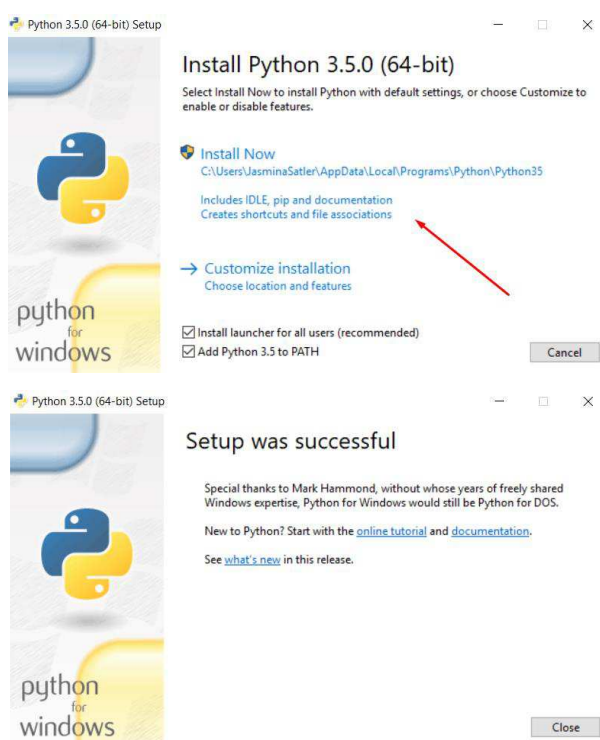 Python 3.5.0 (64-bit) Setup
Install Python 3.5.0 (64-bit)
Select Install Now to install Python with default settings, or choose Customize to
enable or disable features.
Install Now
C:\Users\JasminaSatler\AppData\Local\Programs\Python\Python35
Includes IDLE, pip and documentation
Creates shortcuts and file associations
Customize installation
Choose location and features
python
for
windows
Install launcher for all users (recommended)
Add Python 3.5 to PATH
Cancel
Python 3.5.0 (64-bit) Setup
Setup was successful
Special thanks to Mark Hammond, without whose years of freely shared
Windows expertise, Python for Windows would still be Python for DOS.
New to Python? Start with the online tutorial and documentation.
See what's new in this release.
python
for
windows
Close